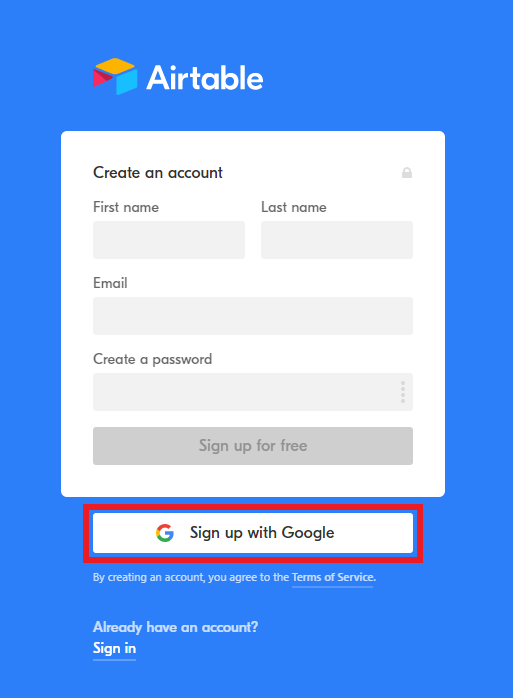 Airtable
Create an account
First name Last name
Email
Create a password
Sign up for free
Sign up with Google
By creating an account, you agree to the Terms of Service.
Already have an account?
Sign in